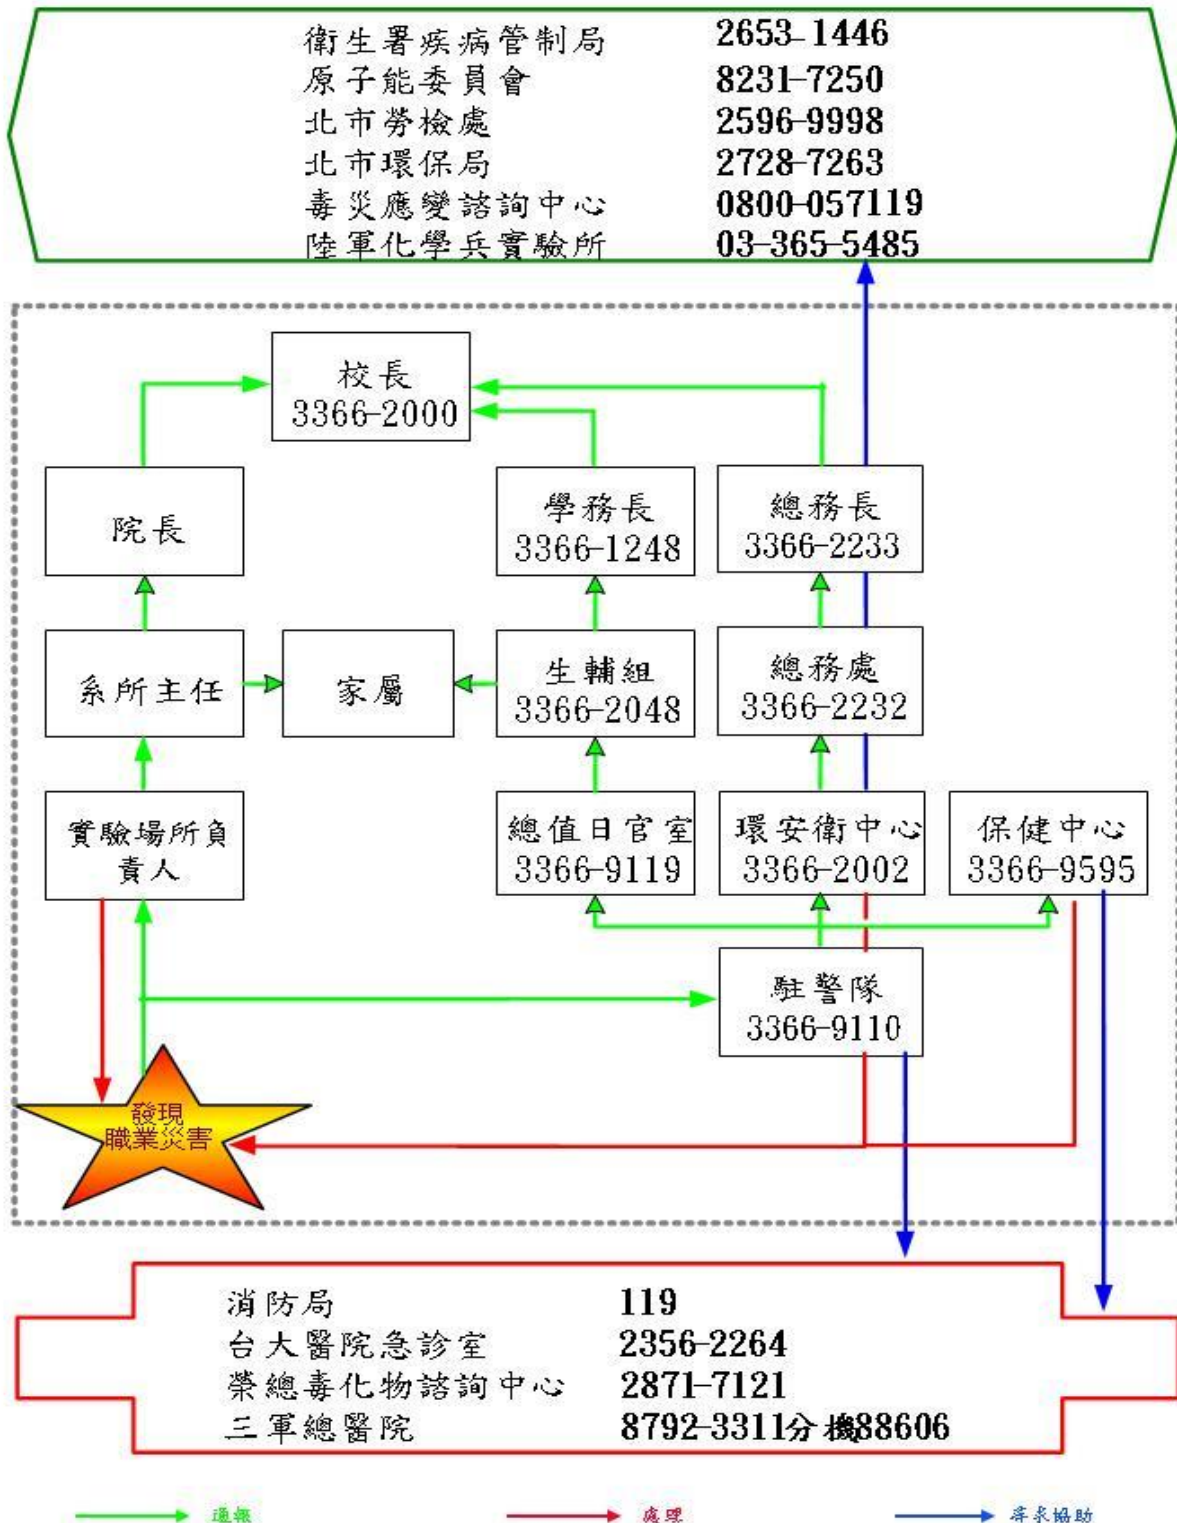 衛生署疾病管制局 2653-1446
原子能委員會 8231-7250
北市勞檢處 2596-9998
北市環保局 2728-7263
毒災應變諮詢中心 0800-057119
陸軍化學兵實驗所 03-365-5485
校長
3366-2000
院長
學務長
3366-1248
總務長
3366-2233
系所主任
家屬
生輔組
3366-2048
總務處
3366-2232
實驗場所負
責人
總值日官室
3366-9119
環安衛中心
3366-2002
保健中心
3366-9595
駐警隊
3366-9110
發現
職業災害
消防局 119
台大醫院急診室 2356-2264
榮總毒化物諮詢中心 2871-7121
三軍總醫院 8792-3311分機88606
通報 處理 尋求協助